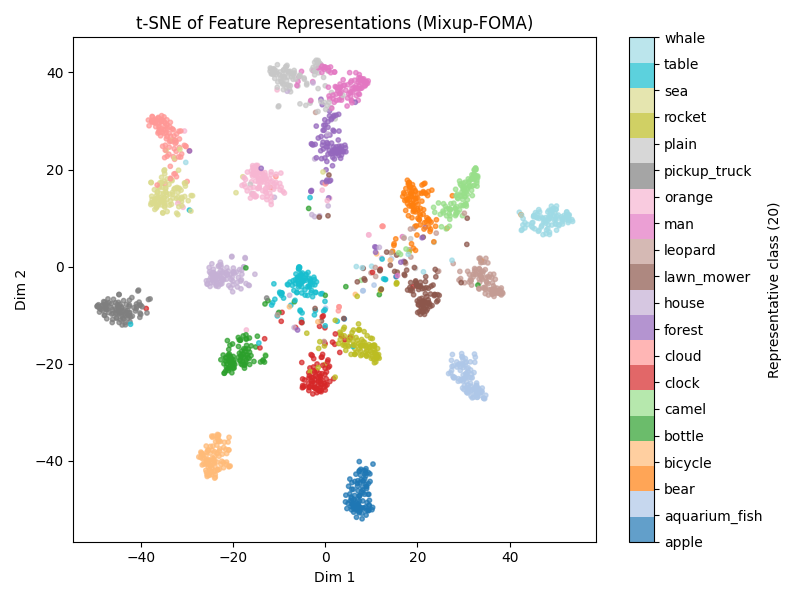 t-SNE of Feature Representations (Mixup-FOMA)
40
20
0
−20
−40
Dim 2
−40
−20
0
20
40
Dim 1
whale
table
sea
rocket
plain
pickup_truck
orange
man
leopard
lawn_mower
house
forest
cloud
clock
camel
bottle
bicycle
bear
aquarium_fish
apple
Representative class (20)